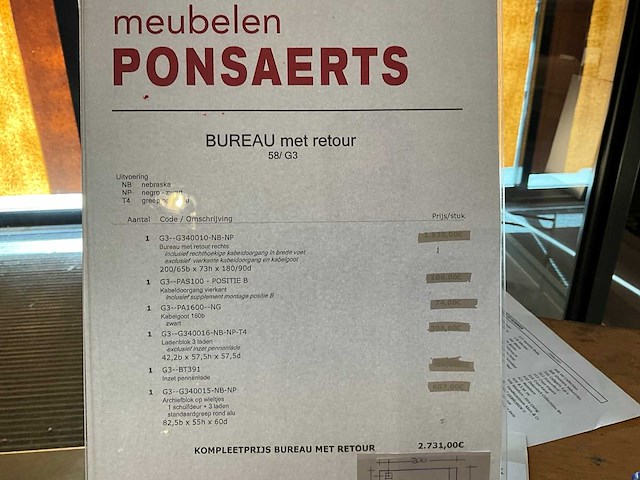 meubelen
PONSAERTS
BUREAU met retour
58/ G3
Uitvoering
NB nebraska
NP negro - zwart
T4
Aantal Code / Omschrijving Prijs/stuk
1 G3--G340010-NB-NP
Bureau met retour rechts
inclusief rechthoekige kabeldoorgang in brede voet
exclusief vierkante kabeldoorgang en kabelgoot
200/65b x 73h x 180/90d
1 G3--PAS100 - POSITIE B
Kabeldoorgang vierkant
Inclusief supplement montage positie B
1 G3--PA1600--NG
Kabelgoot 160b
zwart
1 G3--G340016-NB-NP-T4
Ladenblok 3 laden
exclusief inzet pennenlade
42,2b x 57,5h x 57,5d
1 G3--BT391
Inzet pennenlade
1 G3--G340015-NB-NP
Archiefblok op wieltjes
1 schuifdeur + 3 laden
standaardgreep rond alu
82,5b x 55h x 60d
KOMPLEETPRIJS BUREAU MET RETOUR 2.731,00€